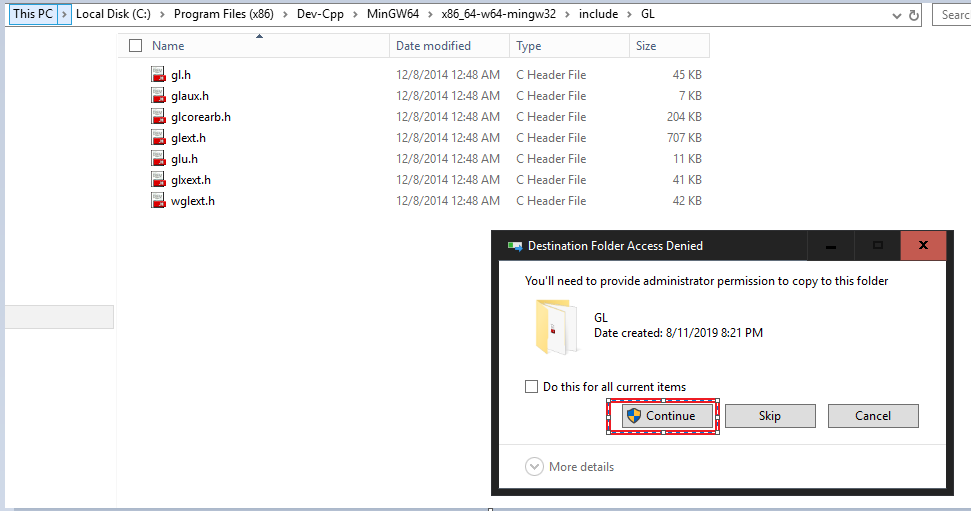 This PC > Local Disk (C:) > Program Files (x86) > Dev-Cpp > MinGW64 > x86_64-w64-mingw32 > include > GL
Searc
Name Date modified Type Size
gl.h 12/8/2014 12:48 AM C Header File 45 KB
glaux.h 12/8/2014 12:48 AM C Header File 7 KB
glcorearb.h 12/8/2014 12:48 AM C Header File 204 KB
glext.h 12/8/2014 12:48 AM C Header File 707 KB
glu.h 12/8/2014 12:48 AM C Header File 11 KB
glxext.h 12/8/2014 12:48 AM C Header File 41 KB
wglext.h 12/8/2014 12:48 AM C Header File 42 KB
Destination Folder Access Denied
You'll need to provide administrator permission to copy to this folder
GL
Date created: 8/11/2019 8:21 PM
Do this for all current items
Continue Skip Cancel
More details